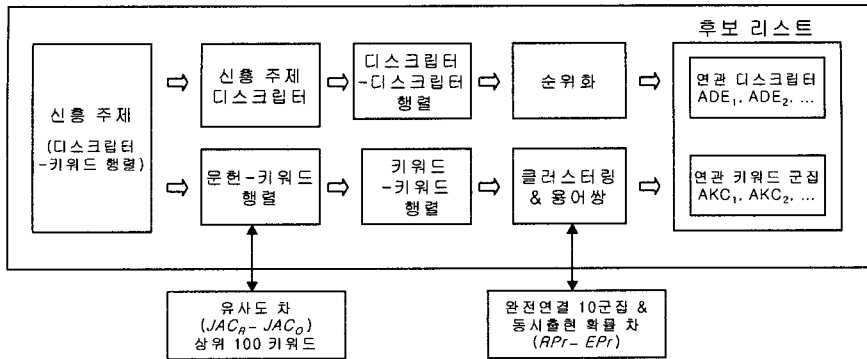 후보 리스트
신흥 주제
(디스크립터
-키워드 행렬)
신흥 주제
디스크립터
디스크립터
-디스크립터
행렬
순위화
연관 디스크립터
ADE₁, ADE₂, ...
문헌-키워드
행렬
키워드
-키워드
행렬
클러스터링
& 용어쌍
연관 키워드 군집
AKC₁, AKC₂, ...
유사도 차
(JAC_R- JAC_O)
상위 100 키워드
완전연결 10군집 &
동시출현 확률 차
(RPr- EPr)